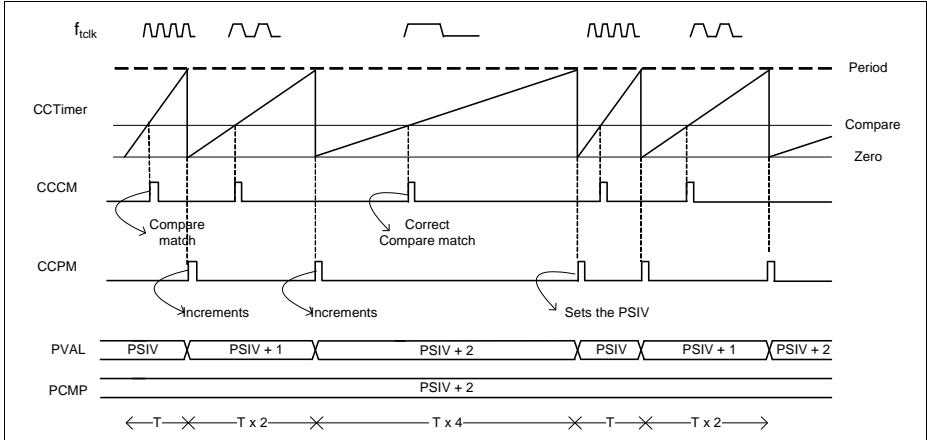 ftclk
Period
CCTimer
Compare
Zero
CCCM
Compare
match
Correct
Compare match
CCPM
Increments
Increments
Sets the PSIV
PVAL
PSIV
PSIV + 1
PSIV + 2
PSIV
PSIV + 1
PSIV + 2
PCMP
PSIV + 2
T
T x 2
T x 4
T
T x 2